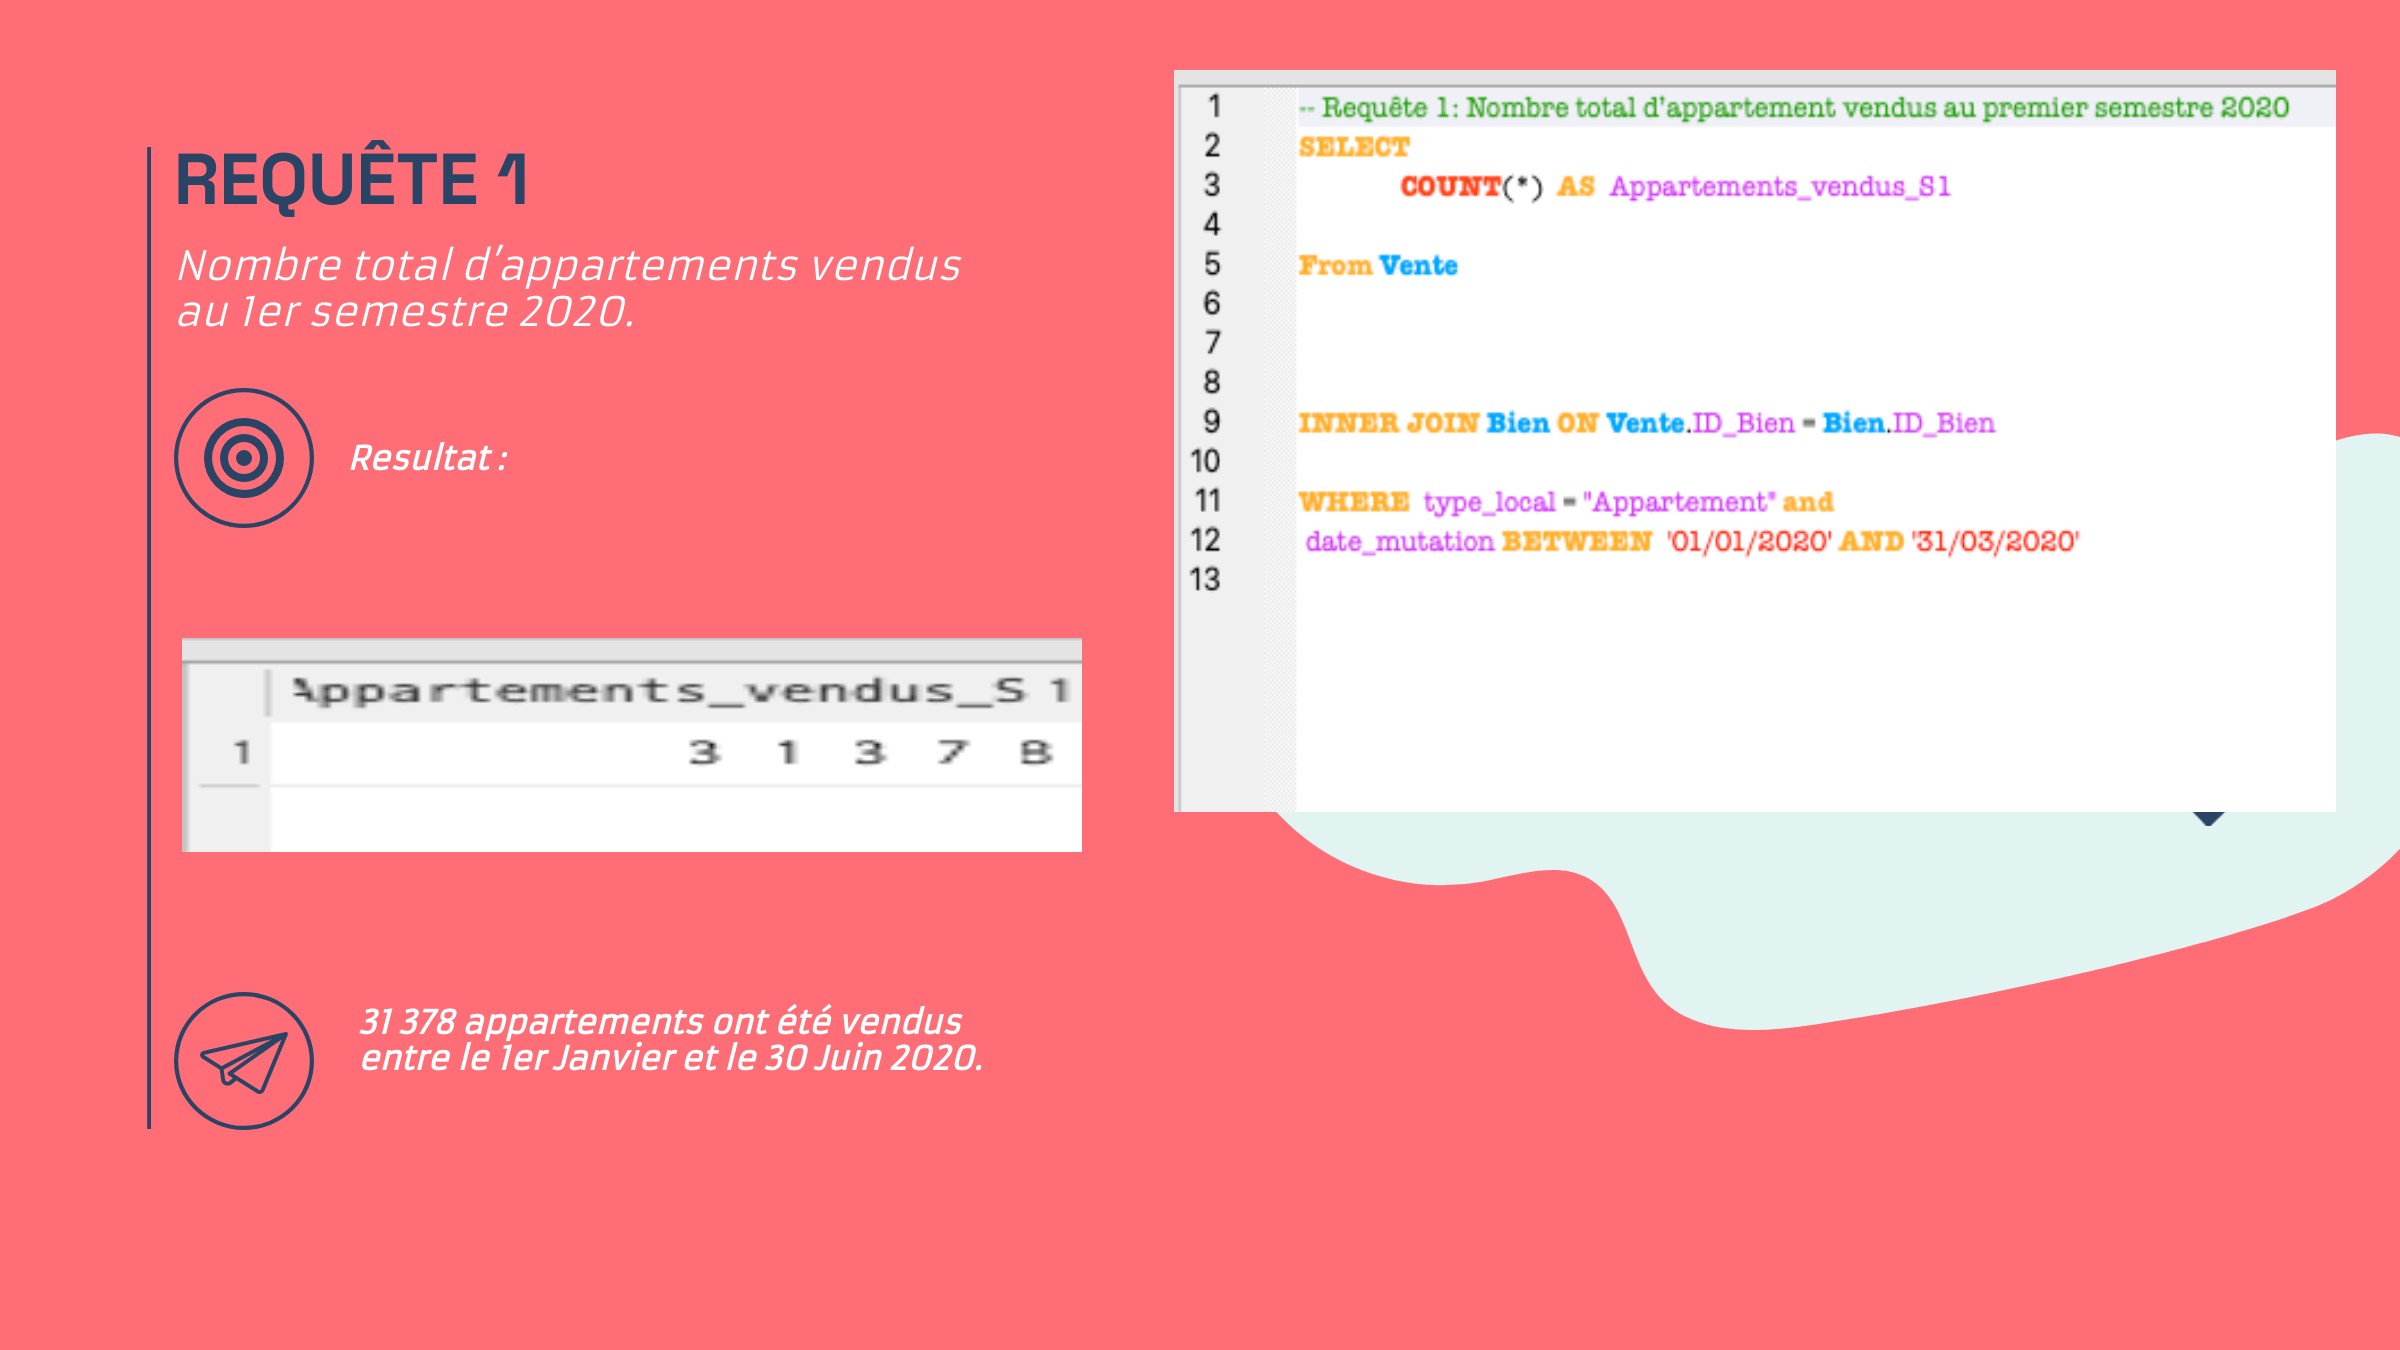 REQUÊTE 1
Nombre total d'appartements vendus
au 1er semestre 2020.
Resultat :
Appartements_vendus_S1
1 31378
31 378 appartements ont été vendus
entre le 1er Janvier et le 30 Juin 2020.
1 -- Requête 1: Nombre total d'appartement vendus au premier semestre 2020
2 SELECT
3 COUNT(*) AS Appartements_vendus_S1
4
5 From Vente
6
7
8
9 INNER JOIN Bien ON Vente.ID_Bien = Bien.ID_Bien
10
11 WHERE type_local = "Appartement" and
12 date_mutation BETWEEN '01/01/2020' AND '31/03/2020'
13